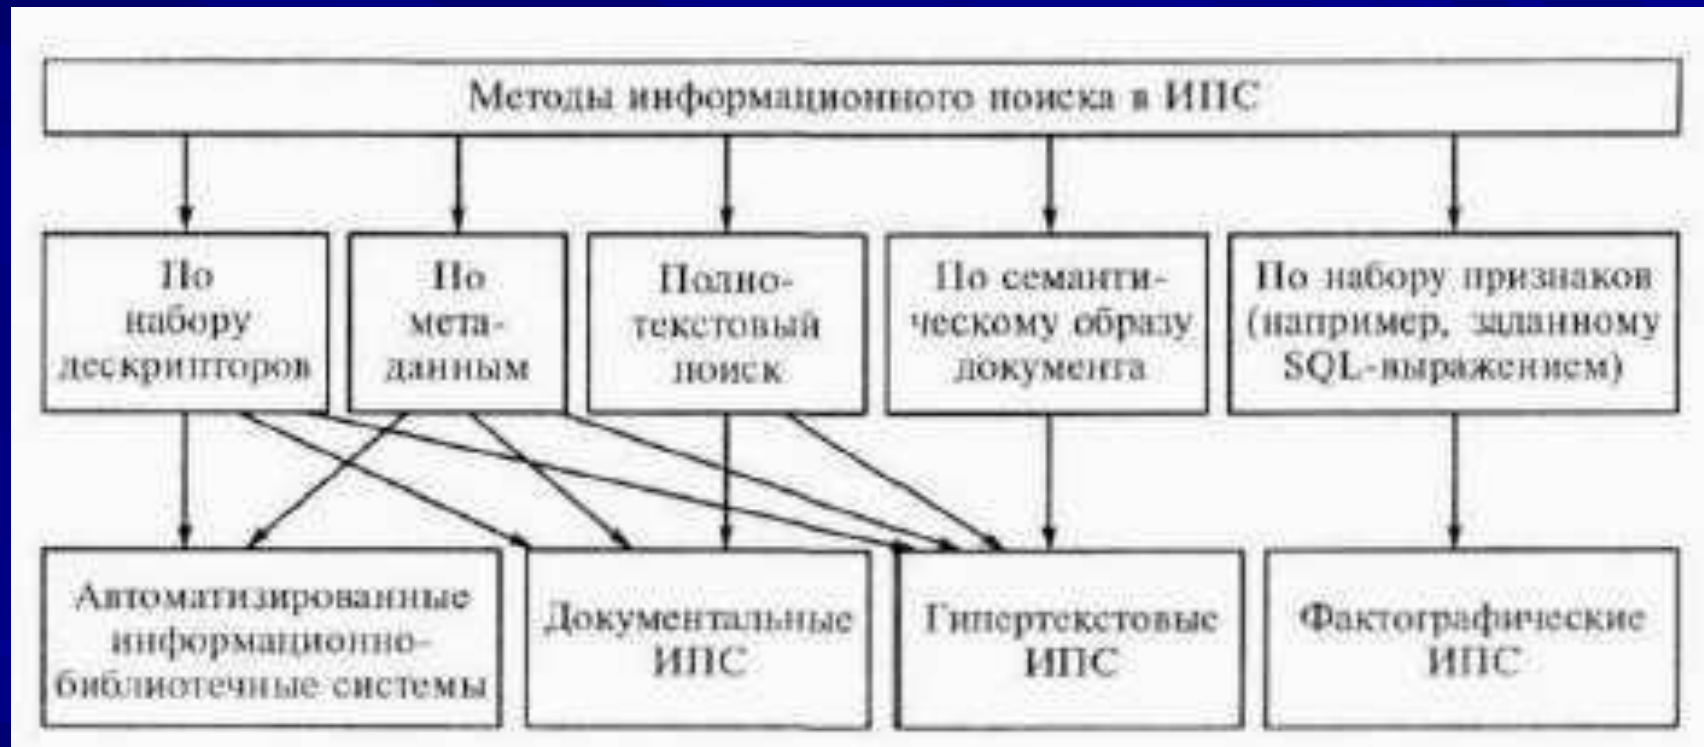 Методы информационного поиска в ИПС
По
набору
дескрипторов
По
мета-
данным
Полно-
текстовый
поиск
По семанти-
ческому образу
документа
По набору признаков
(например, заданному
SQL-выражением)
Автоматизированные
информационно-
библиотечные системы
Документальные
ИПС
Гипертекстовые
ИПС
Фактографические
ИПС